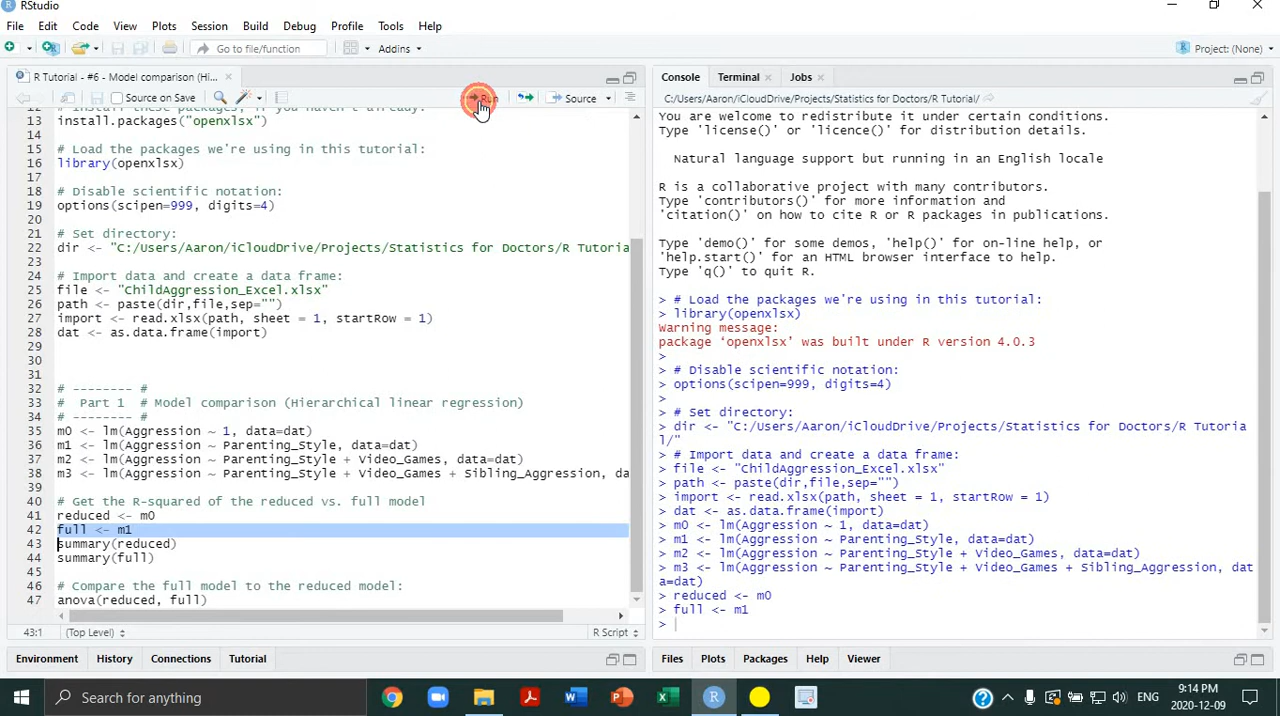 RStudio
File Edit Code View Plots Session Build Debug Profile Tools Help
Go to file/function Addins Project: (None)
R Tutorial - #6 - Model comparison (Hi...
Source on Save Run Source
12 # Install these packages, if you haven't already:
13 install.packages("openxlsx")
14
15 # Load the packages we're using in this tutorial:
16 library(openxlsx)
17
18 # Disable scientific notation:
19 options(scipen=999, digits=4)
20
21 # Set directory:
22 dir <- "C:/Users/Aaron/iCloudDrive/Projects/Statistics for Doctors/R Tutoria
23
24 # Import data and create a data frame:
25 file <- "ChildAggression_Excel.xlsx"
26 path <- paste(dir,file,sep="")
27 import <- read.xlsx(path, sheet = 1, startRow = 1)
28 dat <- as.data.frame(import)
29
30
31
32 # -------- #
33 # Part 1 # Model comparison (Hierarchical linear regression)
34 # -------- #
35 m0 <- lm(Aggression ~ 1, data=dat)
36 m1 <- lm(Aggression ~ Parenting_Style, data=dat)
37 m2 <- lm(Aggression ~ Parenting_Style + Video_Games, data=dat)
38 m3 <- lm(Aggression ~ Parenting_Style + Video_Games + Sibling_Aggression, da
39
40 # Get the R-squared of the reduced vs. full model
41 reduced <- m0
42 full <- m1
43 summary(reduced)
44 summary(full)
45
46 # Compare the full model to the reduced model:
47 anova(reduced, full)
43:1 (Top Level) R Script
Environment History Connections Tutorial
Console Terminal Jobs
C:/Users/Aaron/iCloudDrive/Projects/Statistics for Doctors/R Tutorial/
You are welcome to redistribute it under certain conditions.
Type 'license()' or 'licence()' for distribution details.
Natural language support but running in an English locale
R is a collaborative project with many contributors.
Type 'contributors()' for more information and
'citation()' on how to cite R or R packages in publications.
Type 'demo()' for some demos, 'help()' for on-line help, or
'help.start()' for an HTML browser interface to help.
Type 'q()' to quit R.
> # Load the packages we're using in this tutorial:
> library(openxlsx)
Warning message:
package ‘openxlsx’ was built under R version 4.0.3
>
> # Disable scientific notation:
> options(scipen=999, digits=4)
>
> # Set directory:
> dir <- "C:/Users/Aaron/iCloudDrive/Projects/Statistics for Doctors/R Tutoria
l/"
> # Import data and create a data frame:
> file <- "ChildAggression_Excel.xlsx"
> path <- paste(dir,file,sep="")
> import <- read.xlsx(path, sheet = 1, startRow = 1)
> dat <- as.data.frame(import)
> m0 <- lm(Aggression ~ 1, data=dat)
> m1 <- lm(Aggression ~ Parenting_Style, data=dat)
> m2 <- lm(Aggression ~ Parenting_Style + Video_Games, data=dat)
> m3 <- lm(Aggression ~ Parenting_Style + Video_Games + Sibling_Aggression, dat
a=dat)
> reduced <- m0
> full <- m1
>
Files Plots Packages Help Viewer
Search for anything
ENG
9:14 PM
2020-12-09